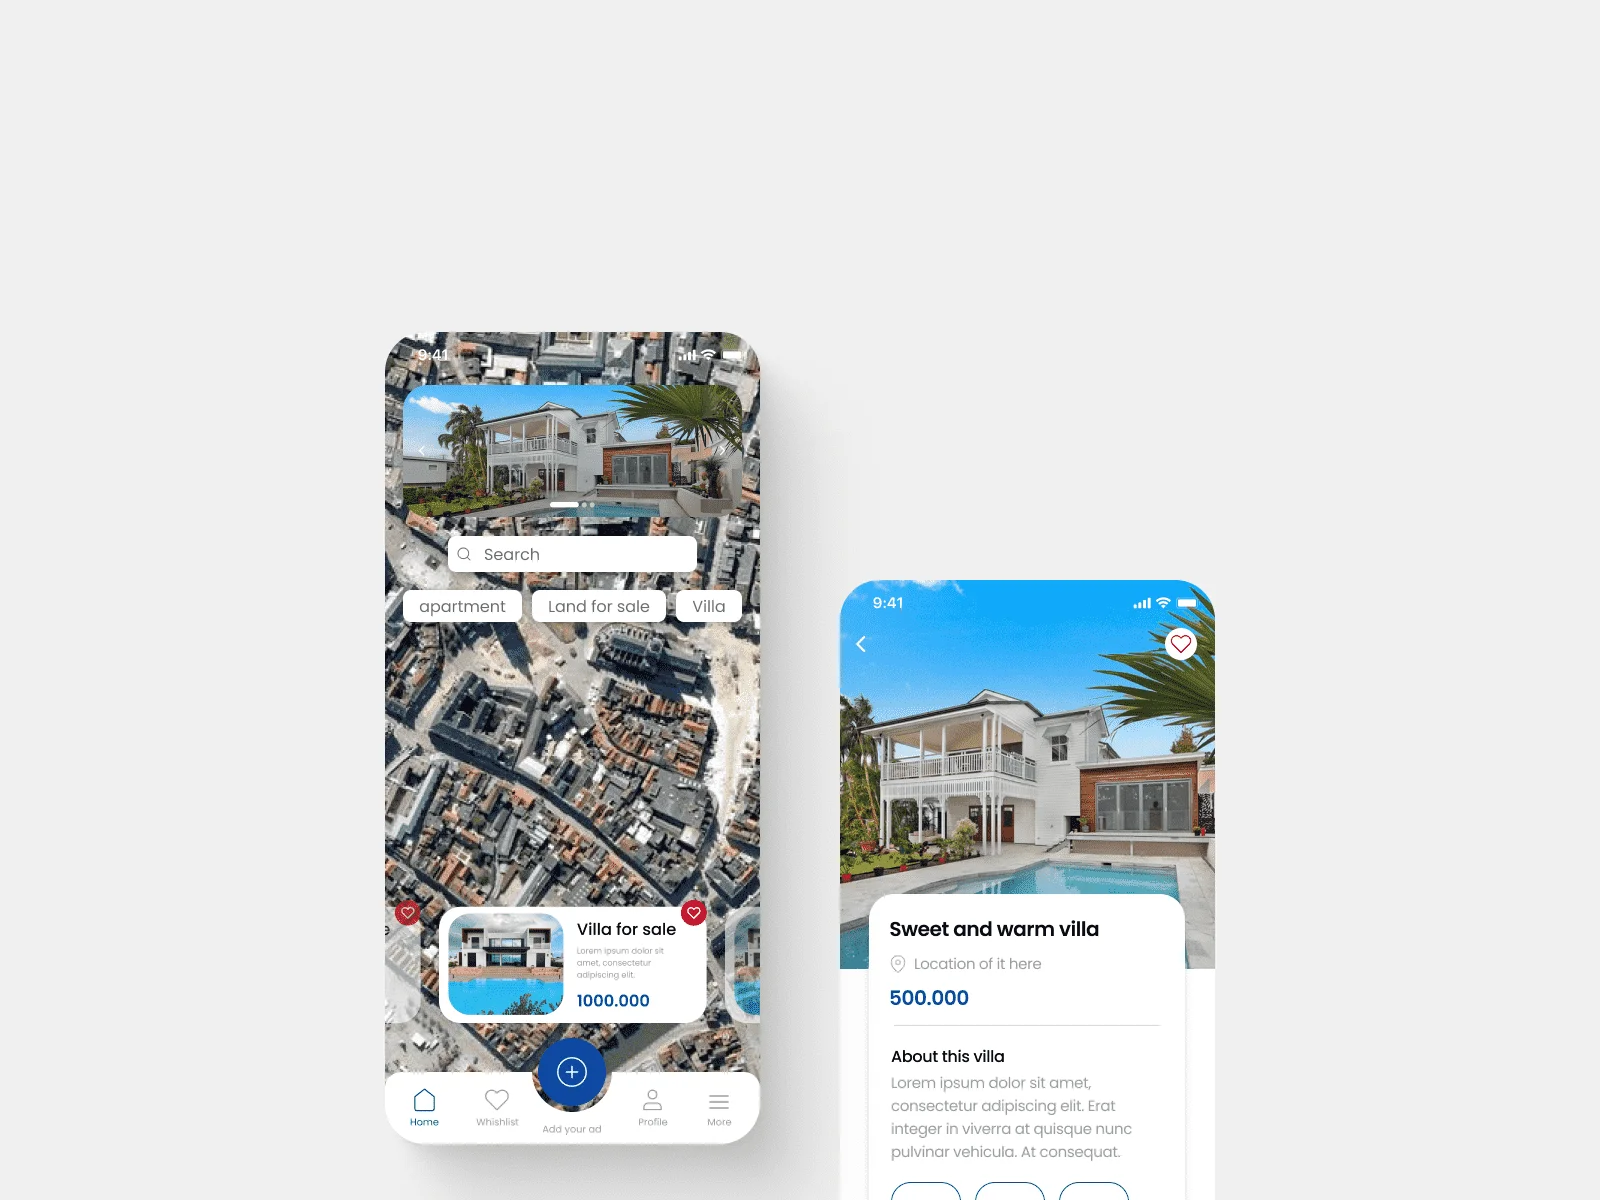 9:41
Search
apartment
Land for sale
Villa
e
Villa for sale
Lorem ipsum dolor sit
amet, consectetur
adipiscing elit.
1000.000
Home
Whishlist
Add your ad
Profile
More
9:41
Sweet and warm villa
Location of it here
500.000
About this villa
Lorem ipsum dolor sit amet,
consectetur adipiscing elit. Erat
integer in viverra at quisque nunc
pulvinar vehicula. At consequat.